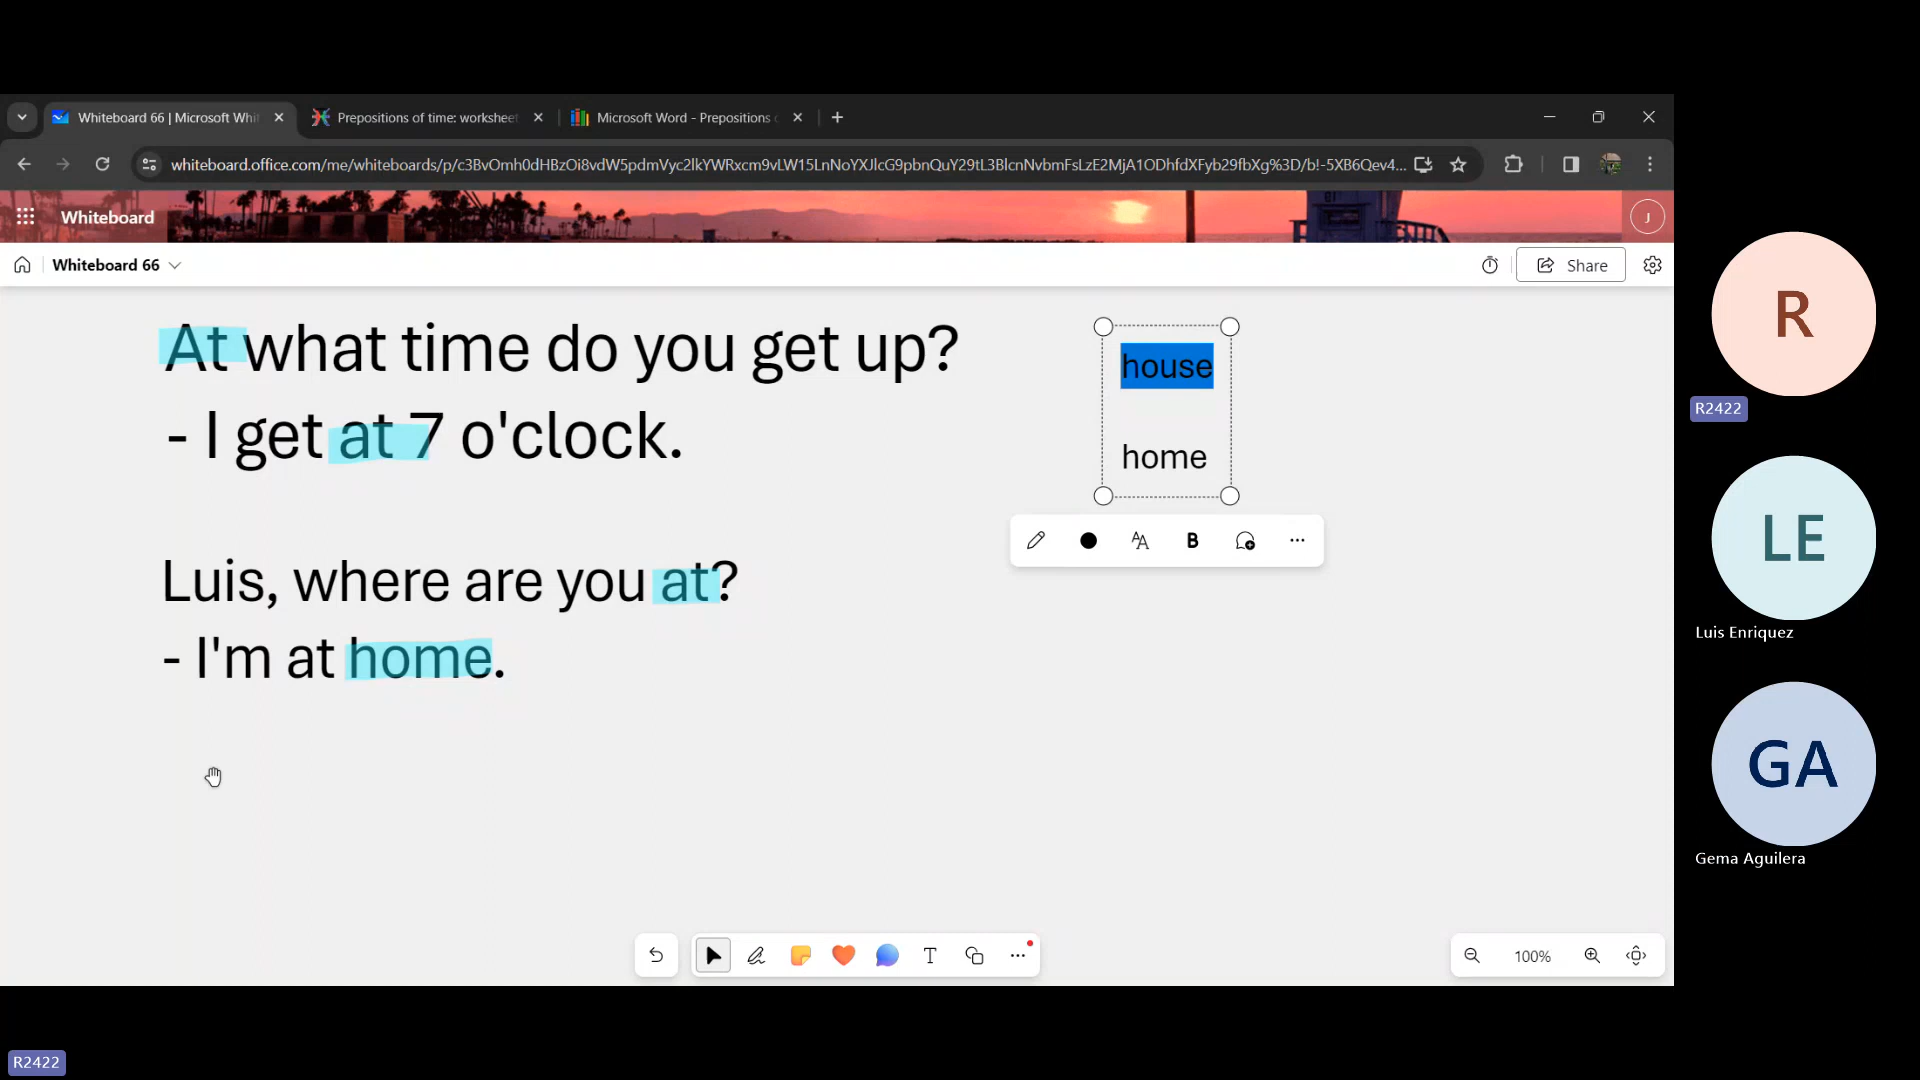 Whiteboard 66 | Microsoft Whit
Prepositions of time: worksheet
Microsoft Word - Prepositions o
whiteboard.office.com/me/whiteboards/p/c3BvOmh0dHBzOi8vdW5pdmVyc2lkYWRxcm9vLW15LnNoYXJlcG9pbnQuY29tL3BlcnNvbmFsLzE2MjA1ODhfdXFyb29fbXg%3D/b!-5XB6Qev4...
Whiteboard
J
Whiteboard 66
Share
At what time do you get up?
- I get at 7 o'clock.
Luis, where are you at?
- I'm at home.
house
home
B
100%
R
R2422
LE
Luis Enriquez
GA
Gema Aguilera
R2422